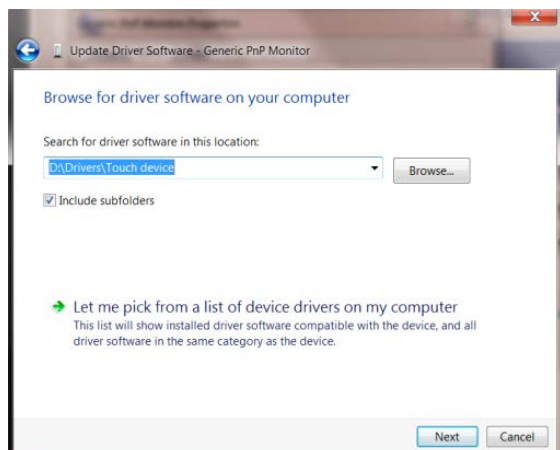 Update Driver Software - Generic PnP Monitor
Browse for driver software on your computer
Search for driver software in this location:
D:\Drivers\Touch device
Browse...
Include subfolders
Let me pick from a list of device drivers on my computer
This list will show installed driver software compatible with the device, and all
driver software in the same category as the device.
Next
Cancel